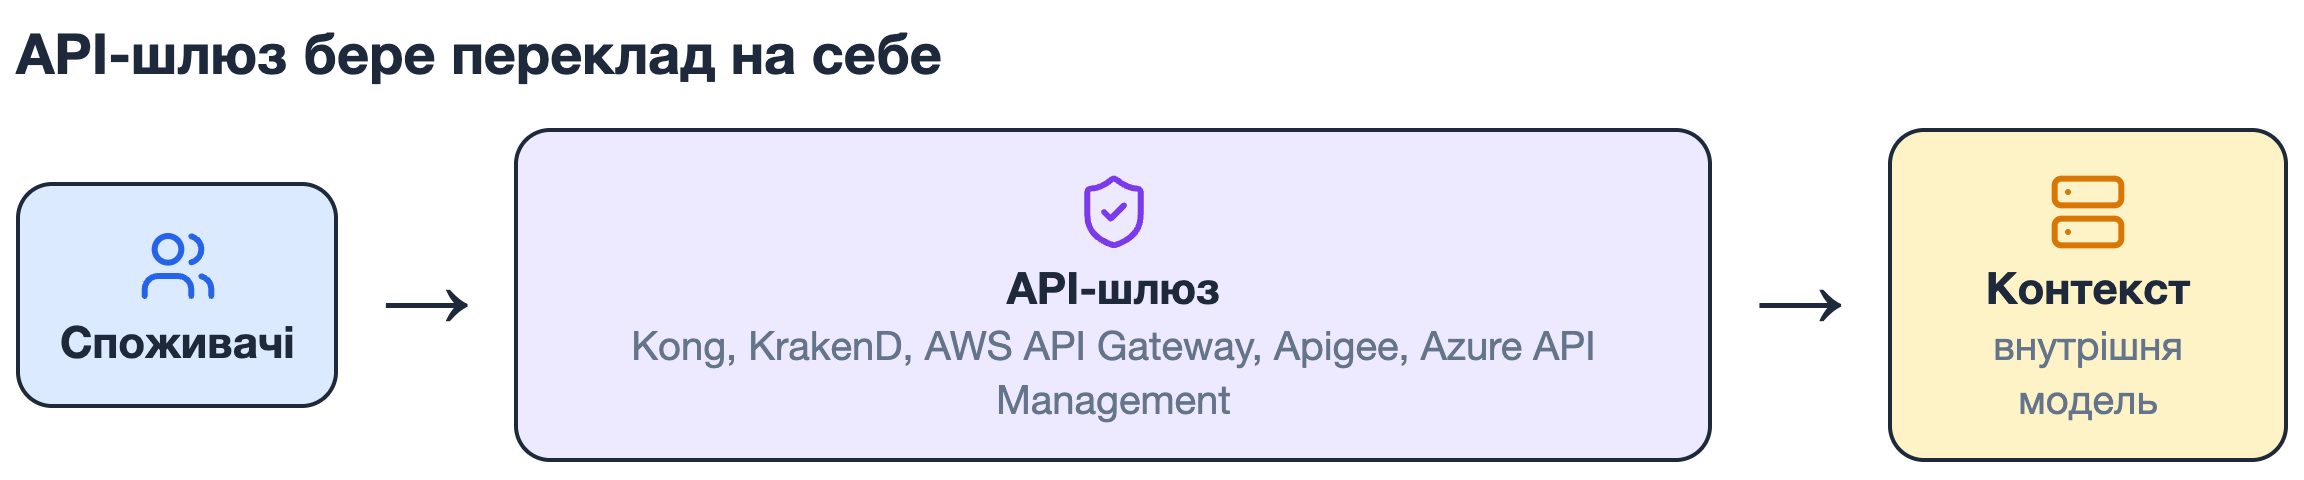 API-шлюз бере переклад на себе
Споживачі
API-шлюз
Kong, KrakenD, AWS API Gateway, Apigee, Azure API
Management
Контекст
внутрішня
модель